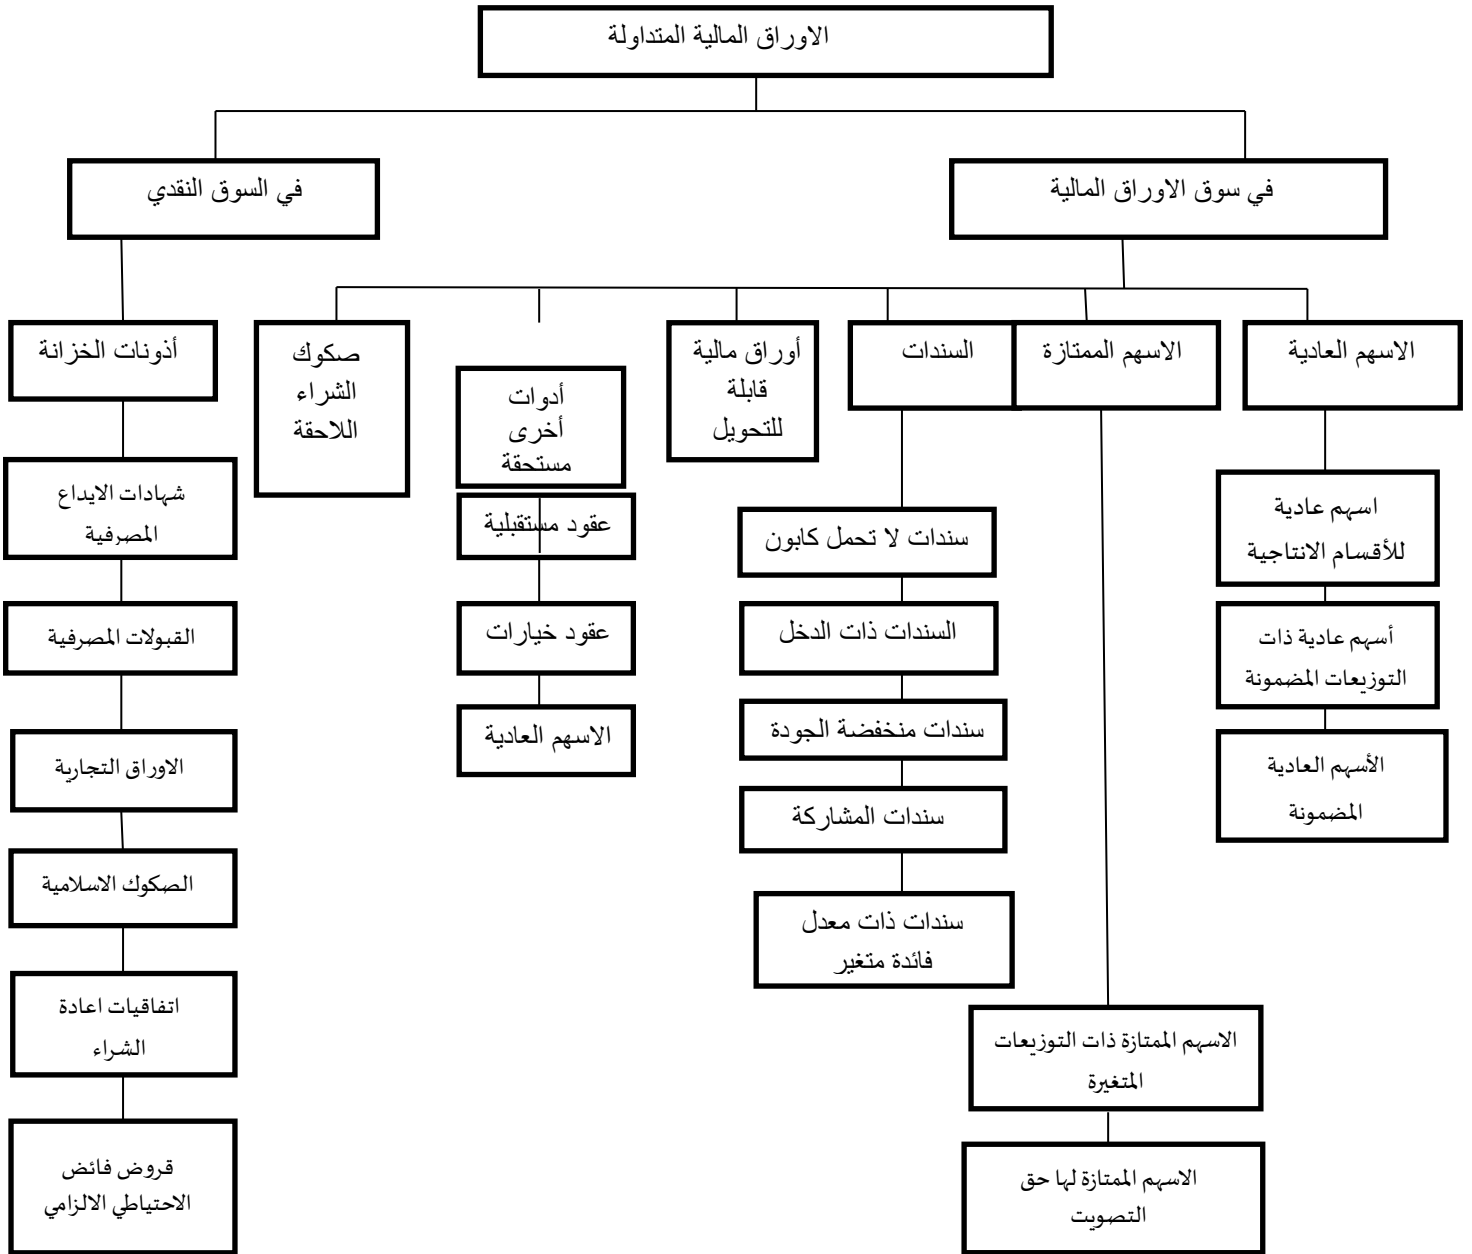 الاوراق المالية المتداولة
في سوق الاوراق المالية
في السوق النقدي
الاسهم العادية
اسهم عادية
للأقسام الانتاجية
أسهم عادية ذات
التوزيعات المضمونة
الأسهم العادية
المضمونة
الاسهم الممتازة
الاسهم الممتازة ذات التوزيعات
المتغيرة
الاسهم الممتازة لها حق
التصويت
السندات
سندات لا تحمل كابون
السندات ذات الدخل
سندات منخفضة الجودة
سندات المشاركة
سندات ذات معدل
فائدة متغير
أوراق مالية
قابلة
للتحويل
أدوات
أخرى
مستحقة
عقود مستقبلية
عقود خيارات
الاسهم العادية
صكوك
الشراء
اللاحقة
أذونات الخزانة
شهادات الايداع
المصرفية
القبولات المصرفية
الاوراق التجارية
الصكوك الاسلامية
اتفاقيات اعادة
الشراء
قروض فائض
الاحتياطي الالزامي